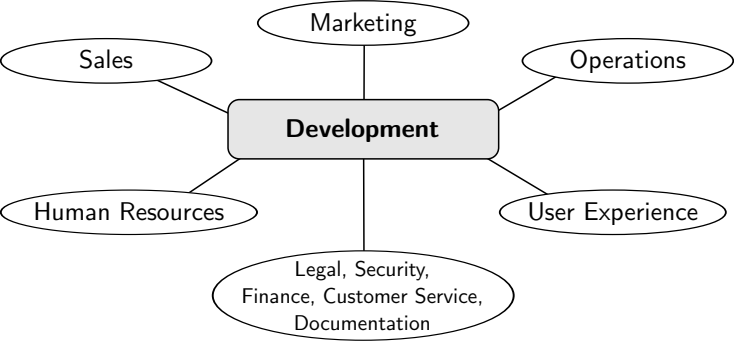 Marketing
Sales
Operations
Development
Human Resources
User Experience
Legal, Security,
Finance, Customer Service,
Documentation